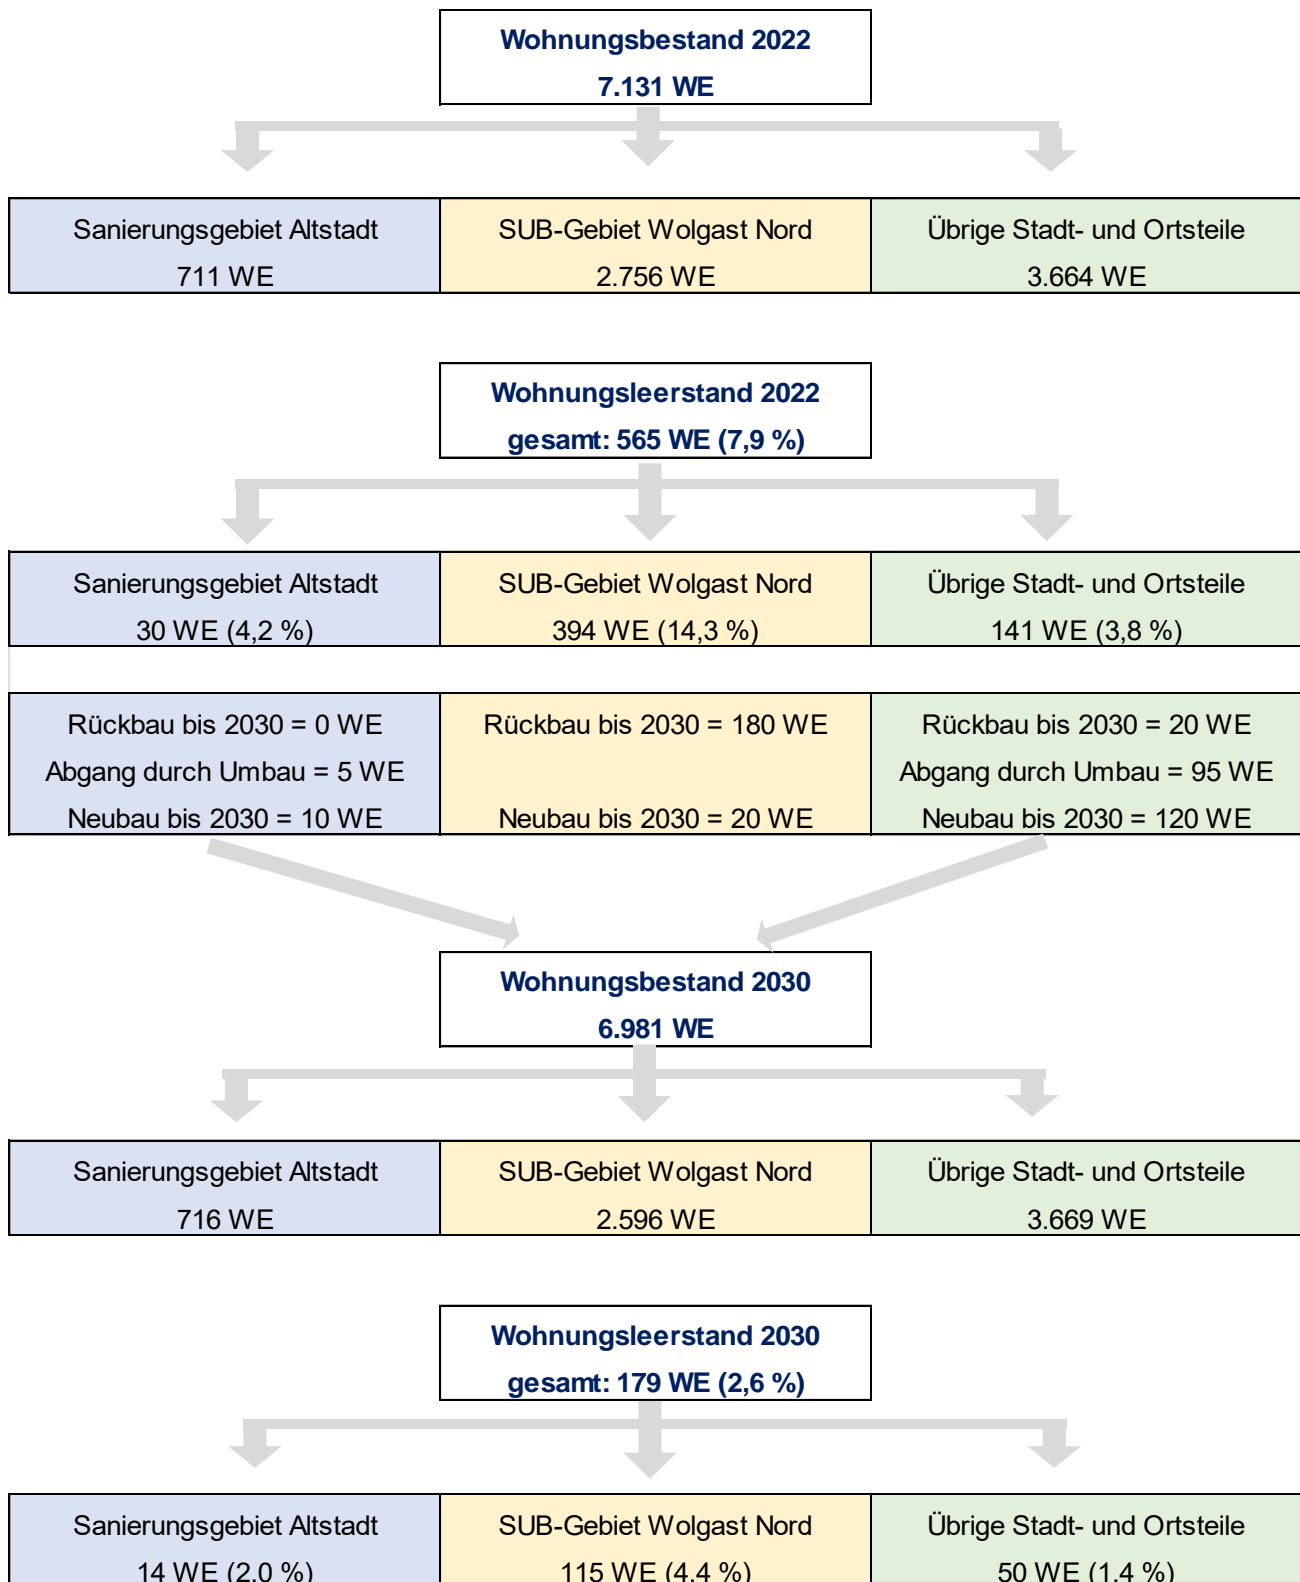 Wohnungsbestand 2022
7.131 WE
Sanierungsgebiet Altstadt
711 WE
SUB-Gebiet Wolgast Nord
2.756 WE
Übrige Stadt- und Ortsteile
3.664 WE
Wohnungsleerstand 2022
gesamt: 565 WE (7,9 %)
Sanierungsgebiet Altstadt
30 WE (4,2 %)
SUB-Gebiet Wolgast Nord
394 WE (14,3 %)
Übrige Stadt- und Ortsteile
141 WE (3,8 %)
Rückbau bis 2030 = 0 WE
Abgang durch Umbau = 5 WE
Neubau bis 2030 = 10 WE
Rückbau bis 2030 = 180 WE
Neubau bis 2030 = 20 WE
Rückbau bis 2030 = 20 WE
Abgang durch Umbau = 95 WE
Neubau bis 2030 = 120 WE
Wohnungsbestand 2030
6.981 WE
Sanierungsgebiet Altstadt
716 WE
SUB-Gebiet Wolgast Nord
2.596 WE
Übrige Stadt- und Ortsteile
3.669 WE
Wohnungsleerstand 2030
gesamt: 179 WE (2,6 %)
Sanierungsgebiet Altstadt
14 WE (2,0 %)
SUB-Gebiet Wolgast Nord
115 WE (4,4 %)
Übrige Stadt- und Ortsteile
50 WE (1,4 %)